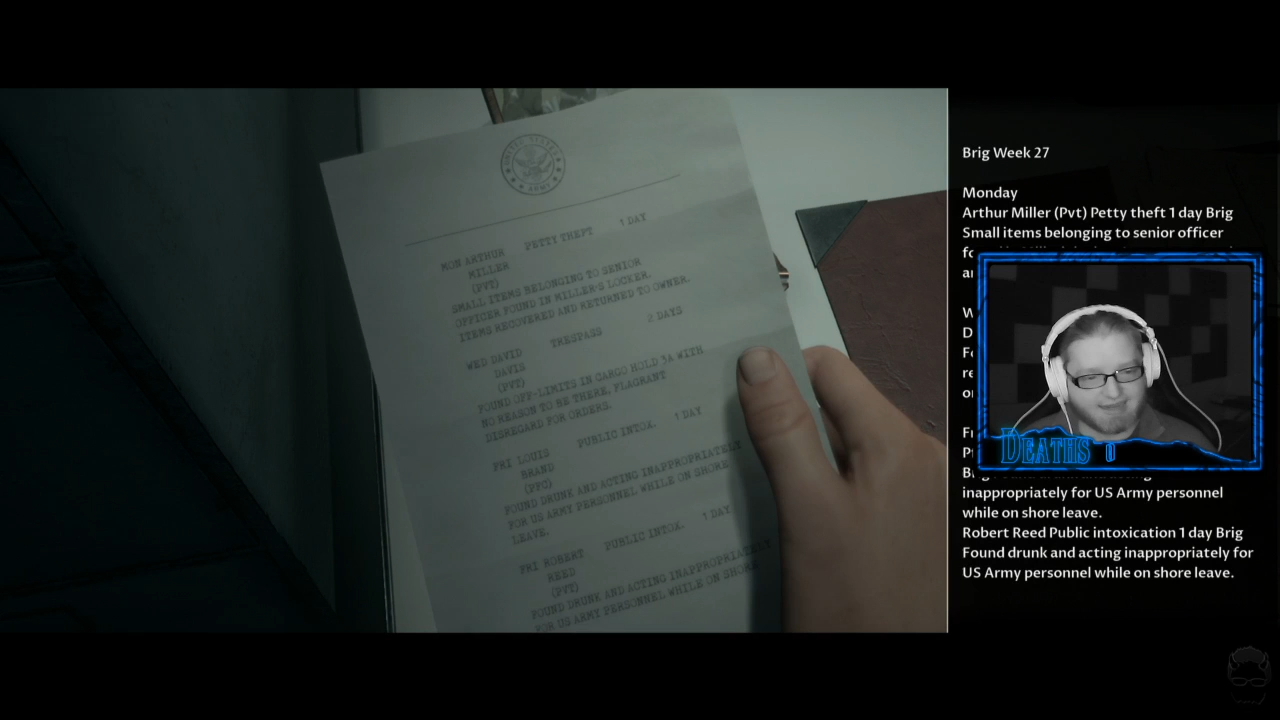 UNITED STATES
ARMY
MON ARTHUR PETTY THEFT 1 DAY
MILLER
(PVT)
SMALL ITEMS BELONGING TO SENIOR
OFFICER FOUND IN MILLER'S LOCKER.
ITEMS RECOVERED AND RETURNED TO OWNER.
WED DAVID TRESPASS 2 DAYS
DAVIS
(PVT)
FOUND OFF-LIMITS IN CARGO HOLD 3A WITH
NO REASON TO BE THERE, FLAGRANT
DISREGARD FOR ORDERS.
FRI LOUIS PUBLIC INTOX. 1 DAY
BRAND
(PFC)
FOUND DRUNK AND ACTING INAPPROPRIATELY
FOR US ARMY PERSONNEL WHILE ON SHORE
LEAVE.
FRI ROBERT PUBLIC INTOX. 1 DAY
REED
(PVT)
FOUND DRUNK AND ACTING INAPPROPRIATELY
FOR US ARMY PERSONNEL WHILE ON SHORE
Brig Week 27
Monday
Arthur Miller (Pvt) Petty theft 1 day Brig
Small items belonging to senior officer
inappropriately for US Army personnel
while on shore leave.
Robert Reed Public intoxication 1 day Brig
Found drunk and acting inappropriately for
US Army personnel while on shore leave.
DEATHS 0